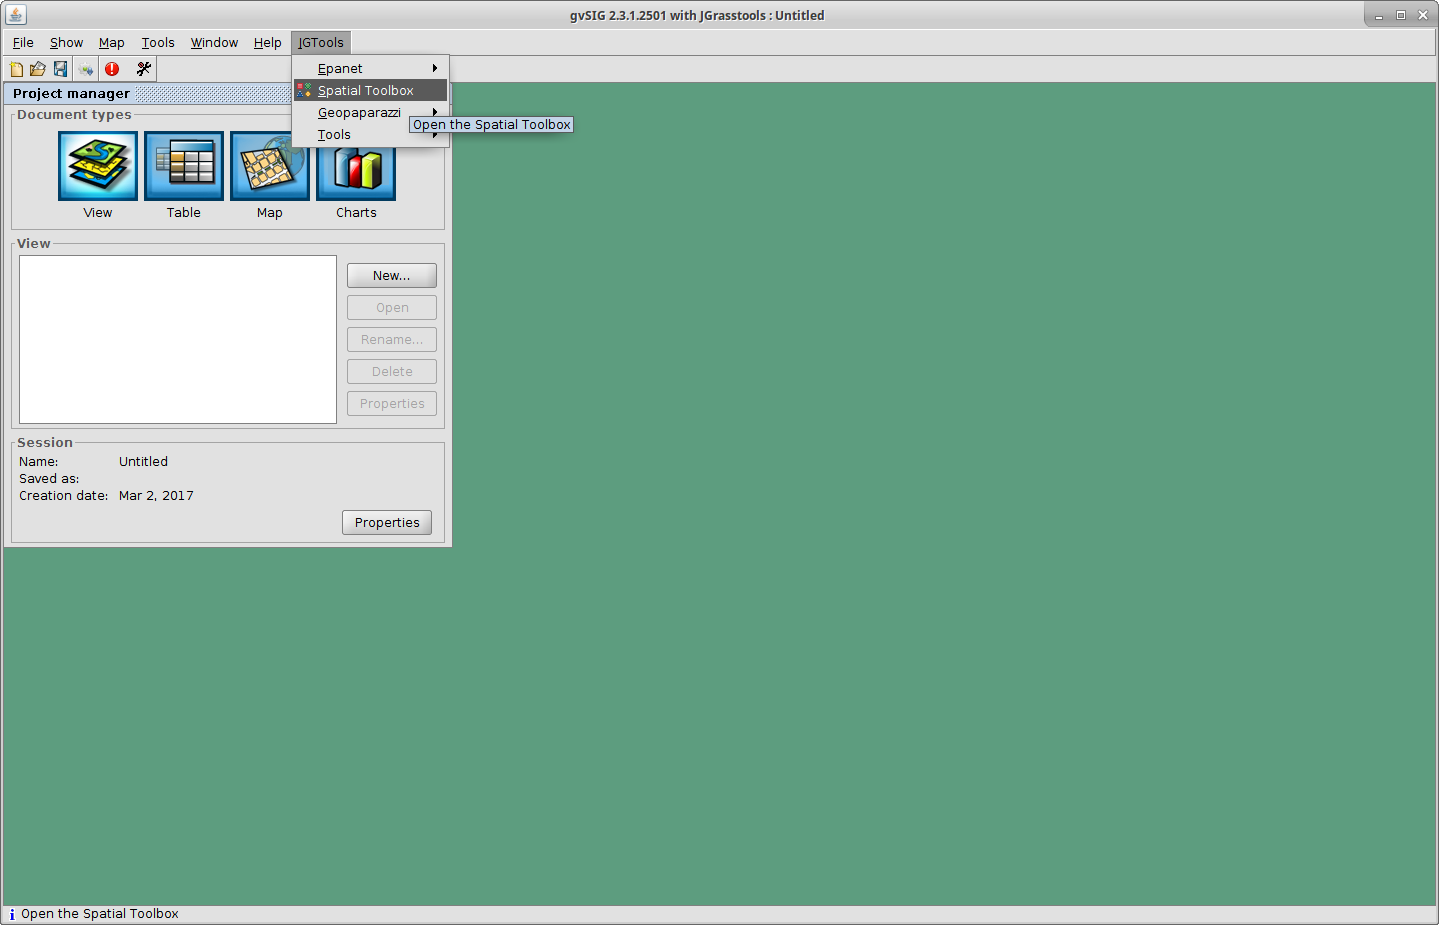 gvSIG 2.3.1.2501 with JGrasstools : Untitled
File Show Map Tools Window Help JGTools
Epanet
Spatial Toolbox
Geopaparazzi
Tools
Open the Spatial Toolbox
Project manager
Document types
View Table Map Charts
View
New...
Open
Rename...
Delete
Properties
Session
Name: Untitled
Saved as:
Creation date: Mar 2, 2017
Properties
Open the Spatial Toolbox